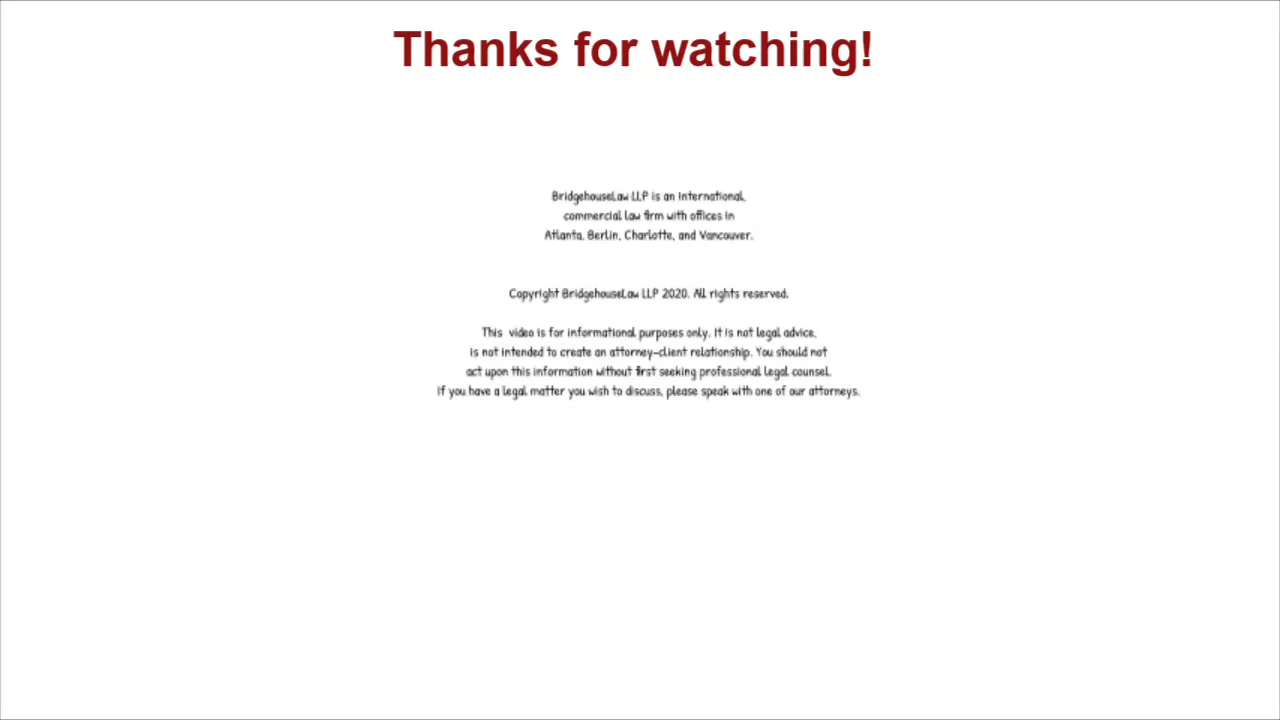 Thanks for watching!
BridgehouseLaw LLP is an International,
commercial law firm with offices in
Atlanta, Berlin, Charlotte, and Vancouver.
Copyright BridgehouseLaw LLP 2020. All rights reserved.
This video is for informational purposes only. It is not legal advice,
is not intended to create an attorney-client relationship. You should not
act upon this information without first seeking professional legal counsel.
If you have a legal matter you wish to discuss, please speak with one of our attorneys.